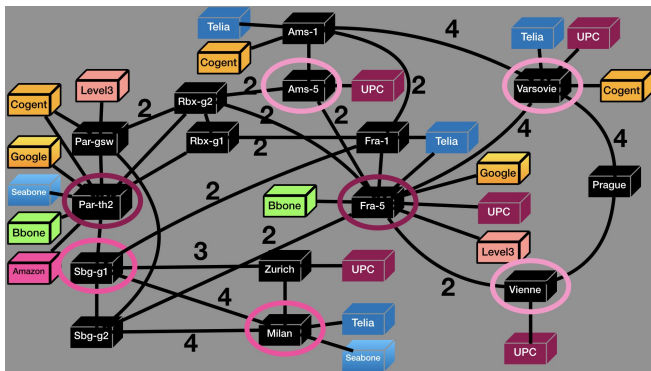 Telia
Ams-1
4
Cogent
Telia
UPC
Cogent
Level3
2
Rbx-g2
2
Ams-5
UPC
2
Varsovie
Cogent
Par-gsw
2
2
4
4
Google
Rbx-g1
2
Fra-1
Telia
Seabone
Par-th2
2
Google
Prague
Bbone
Bbone
Fra-5
UPC
Amazon
Sbg-g1
3
2
Zurich
UPC
Level3
2
Vienne
4
Sbg-g2
4
Milan
Telia
Seabone
UPC